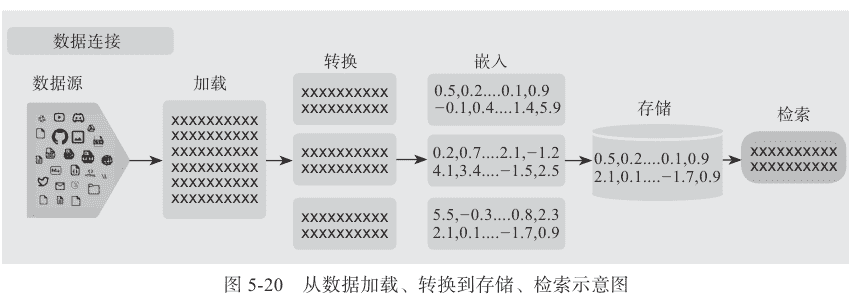 数据连接
数据源
加载
转换
嵌入
存储
检索
xxxxxxxxxx
xxxxxxxxxx
xxxxxxxxxx
xxxxxxxxxx
xxxxxxxxxx
xxxxxxxxxx
xxxxxxxxxx
xxxxxxxxxx
xxxxxxxxxx
xxxxxxxxxx
xxxxxxxxxx
xxxxxxxxxx
0.5,0.2....0.1,0.9
−0.1,0.4....1.4,5.9
0.2,0.7....2.1,−1.2
4.1,3.4....−1.5,2.5
5.5,−0.3....0.8,2.3
2.1,0.1....−1.7,0.9
0.5,0.2....0.1,0.9
2.1,0.1....−1.7,0.9
xxxxxxxxxx
xxxxxxxxxx
图 5-20 从数据加载、转换到存储、检索示意图